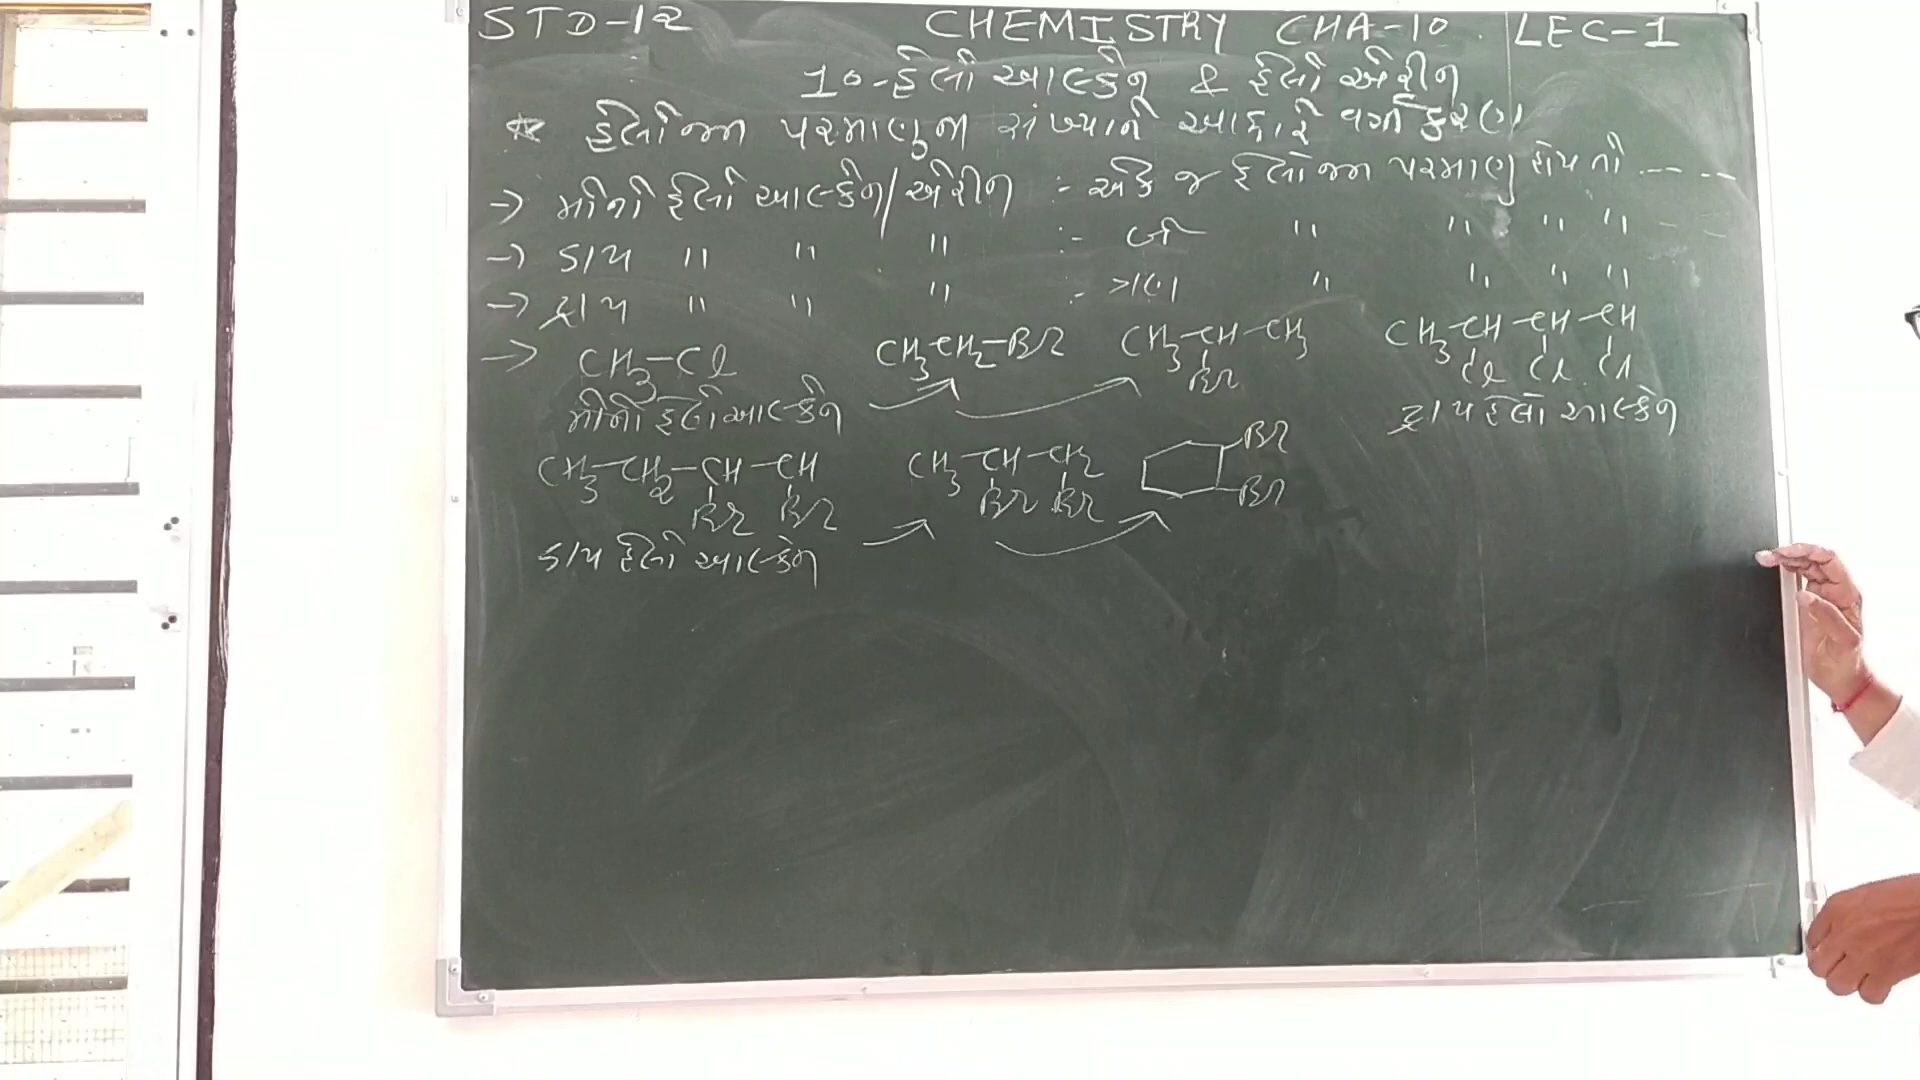 STD-12 CHEMISTRY CHA-10 LEC-1
10-હેલો આલ્કેન & હેલો એરીન
* હેલોજન પરમાણુના સંખ્યાને આધારે વર્ગીકરણ
→ મોનો હેલો આલ્કેન/એરીન :- એક જ હેલોજન પરમાણુ હોય તો -----
→ ડાય " " " :- બે " " " " - --
→ ટ્રાય " " " :- ત્રણ " " " "
→ CH3-Cl CH3-CH2-Br CH3-CH-CH3 CH3-CH-CH-CH
Br Cl Cl Cl
મોનો હેલો આલ્કેન ટ્રાય હેલો આલ્કેન
CH3-CH2-CH-CH CH3-CH-CH2 Br
Br Br Br Br Br
ડાય હેલો આલ્કેન